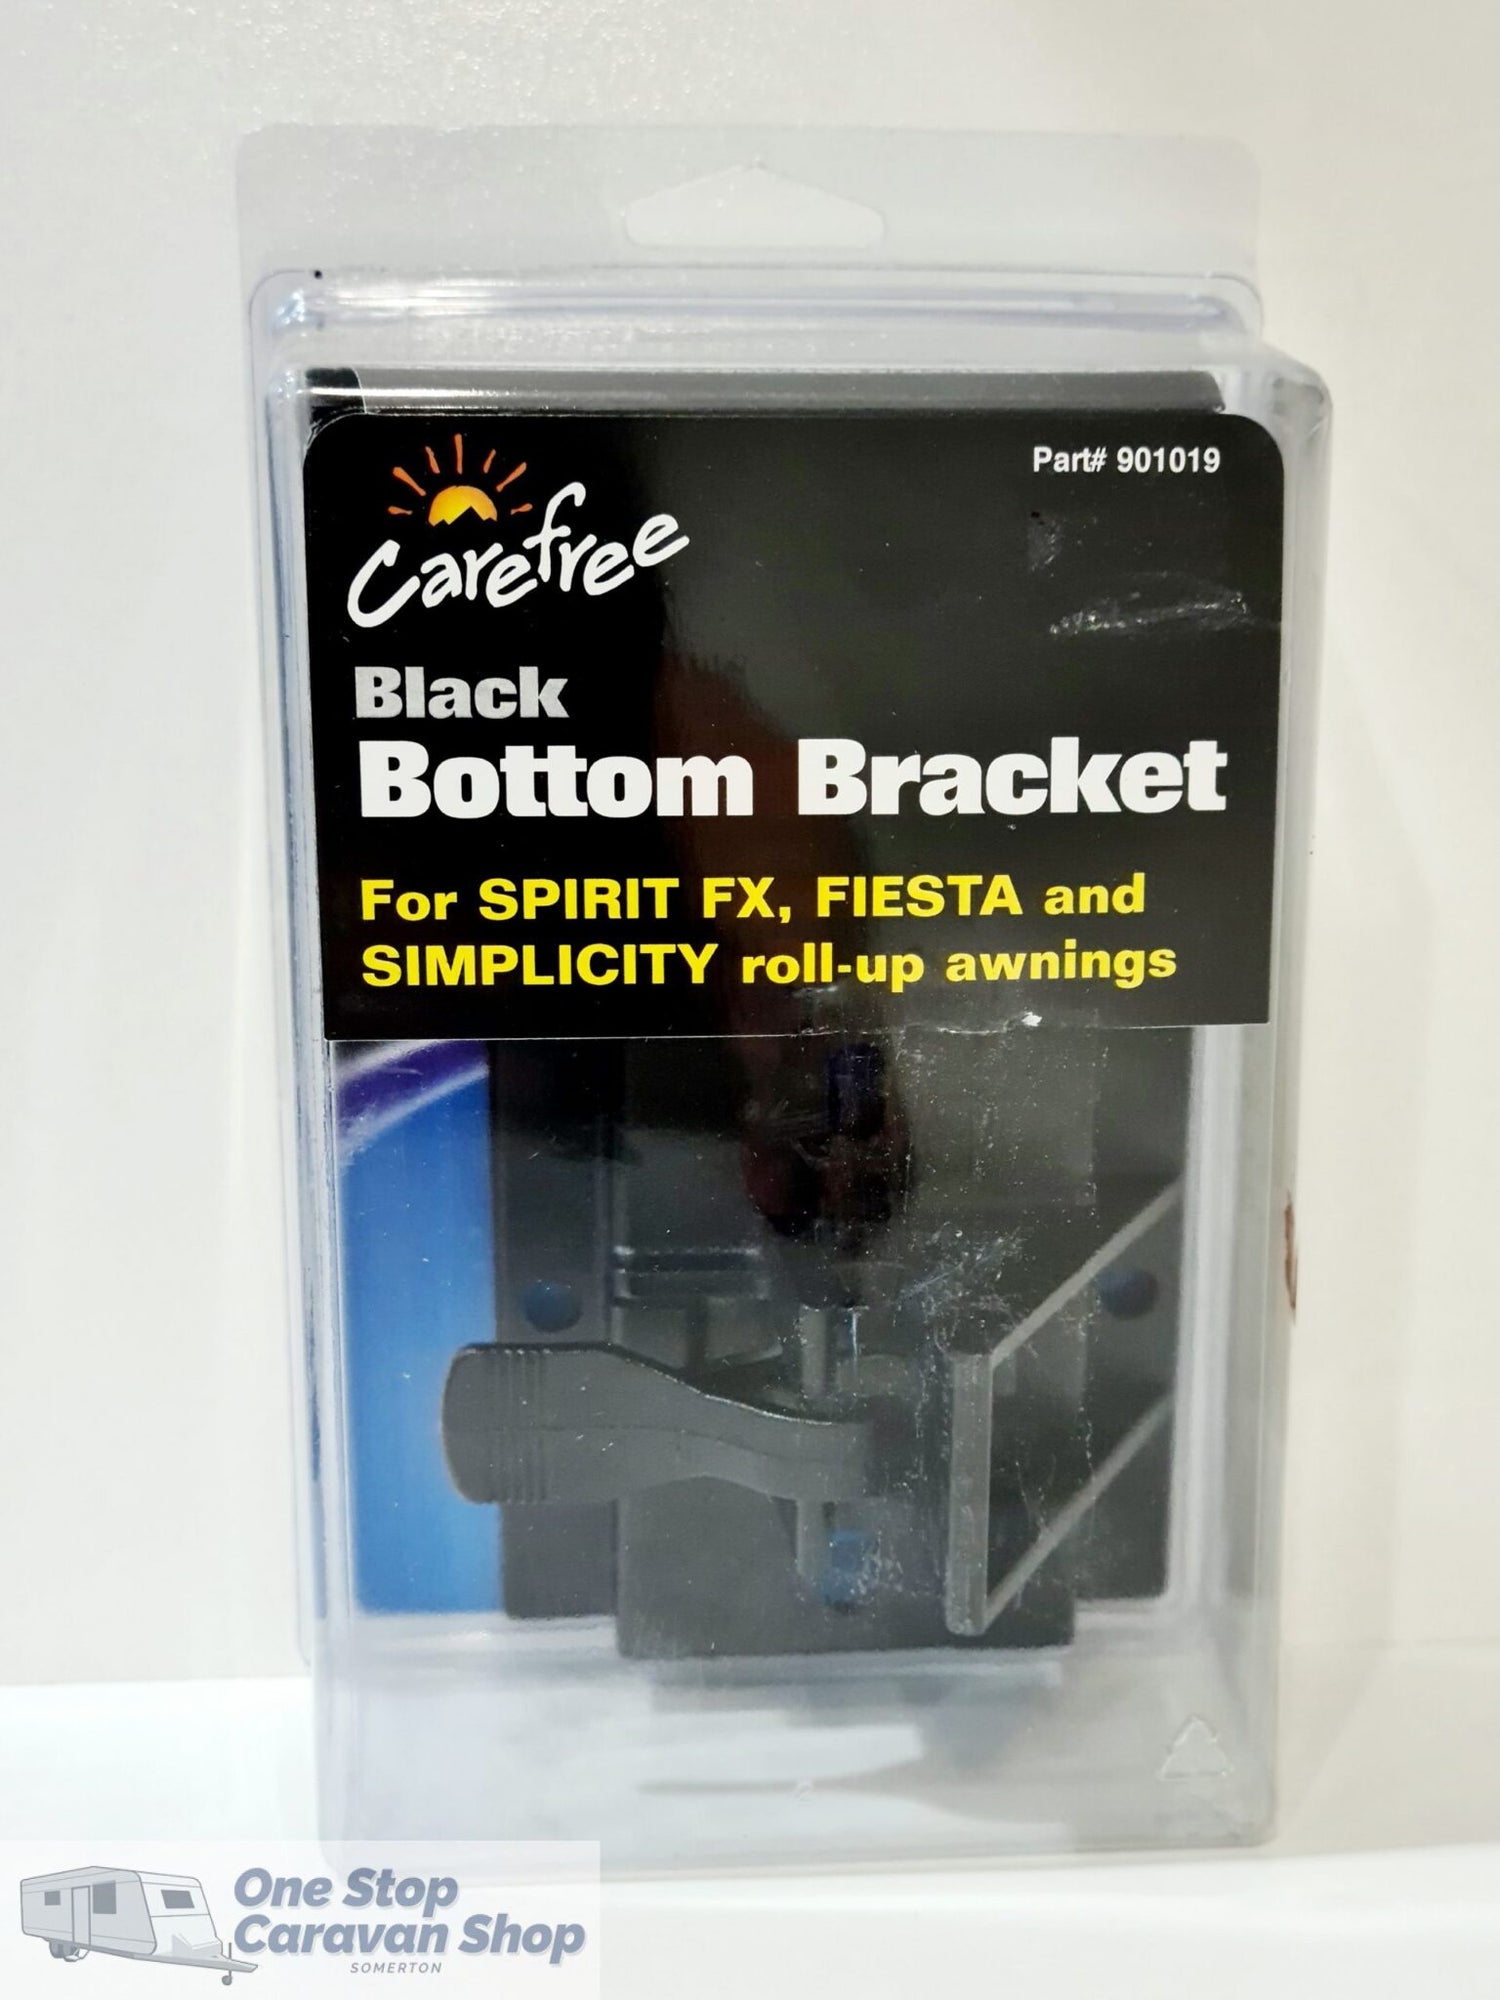 Part# 901019
Carefree
Black
Bottom Bracket
For SPIRIT FX, FIESTA and
SIMPLICITY roll-up awnings
One Stop
Caravan Shop
SOMERTON